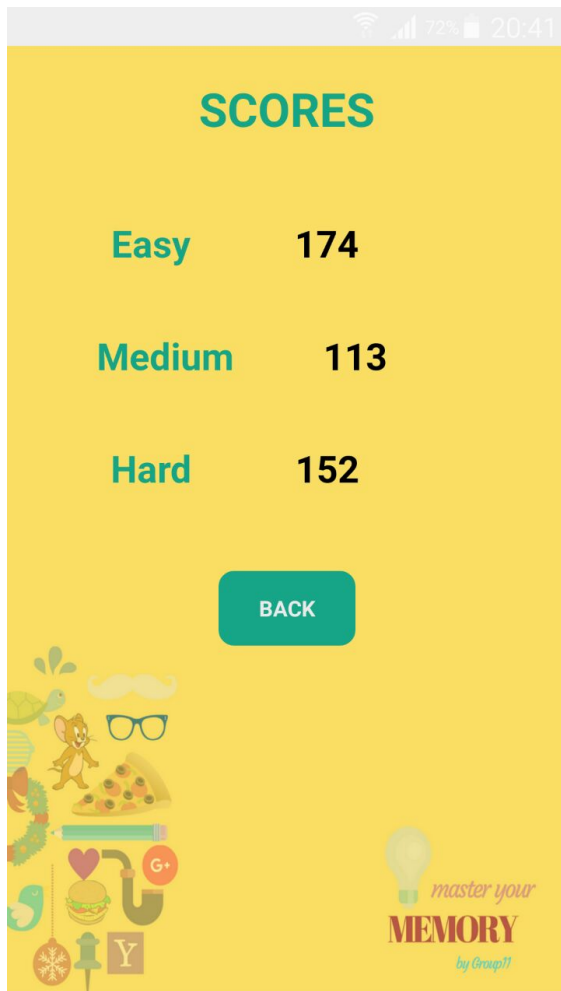 72% 20:41
SCORES
Easy 174
Medium 113
Hard 152
BACK
G+
Y
master your
MEMORY
by Group11